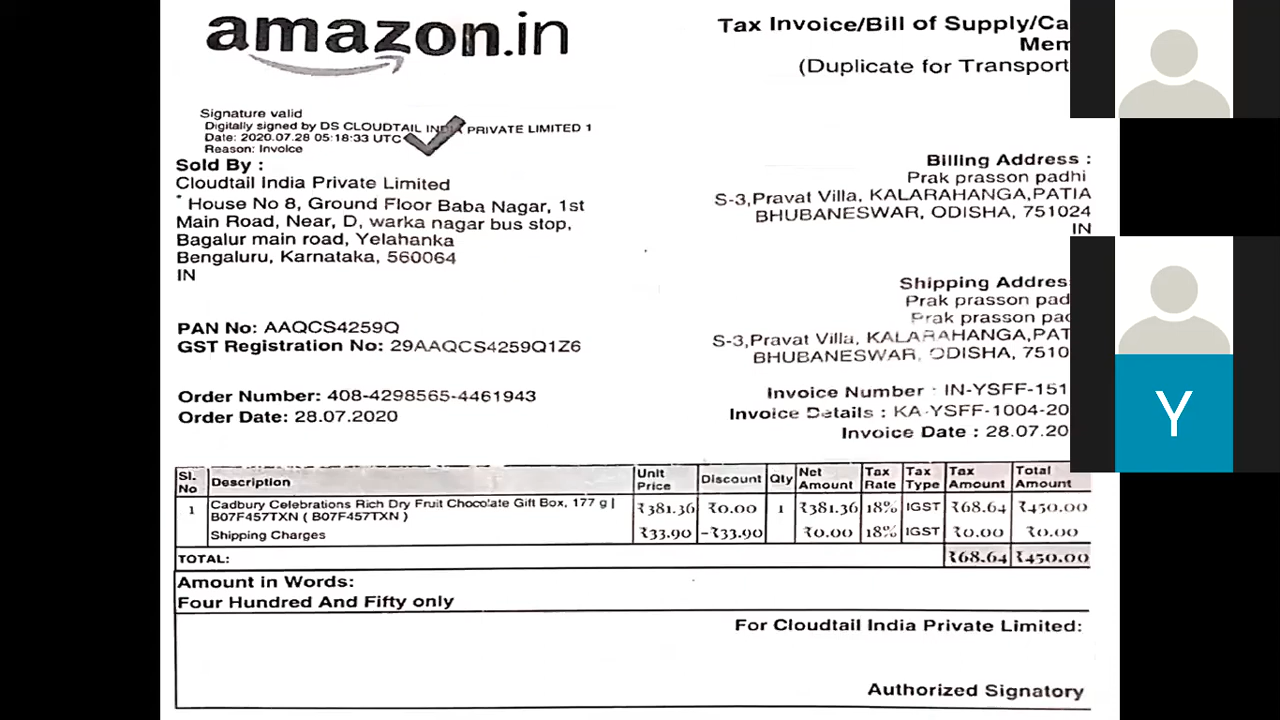 amazon.in
Tax Invoice/Bill of Supply/Ca
Mem
(Duplicate for Transport
Signature valid
Digitally signed by DS CLOUDTAIL INDIA PRIVATE LIMITED 1
Date: 2020.07.28 05:18:33 UTC
Reason: Invoice
Sold By :
Cloudtail India Private Limited
* House No 8, Ground Floor Baba Nagar, 1st
Main Road, Near, D, warka nagar bus stop,
Bagalur main road, Yelahanka
Bengaluru, Karnataka, 560064
IN
Billing Address :
Prak prasson padhi
S-3,Pravat Villa, KALARAHANGA,PATIA
BHUBANESWAR, ODISHA, 751024
IN
Shipping Addres
Prak prasson pad
Prak prasson pad
S-3,Pravat Villa, KALARAHANGA,PAT
BHUBANESWAR, ODISHA, 7510
PAN No: AAQCS4259Q
GST Registration No: 29AAQCS4259Q1Z6
Order Number: 408-4298565-4461943
Order Date: 28.07.2020
Invoice Number : IN-YSFF-151
Invoice Details : KA-YSFF-1004-20
Invoice Date : 28.07.20
Sl. No Description Unit Price Discount Qty Net Amount Tax Rate Tax Type Tax Amount Total Amount
1 Cadbury Celebrations Rich Dry Fruit Chocolate Gift Box, 177 g | ₹381.36 ₹0.00 1 ₹381.36 18% IGST ₹68.64 ₹450.00
B07F457TXN ( B07F457TXN )
Shipping Charges ₹33.90 -₹33.90 ₹0.00 18% IGST ₹0.00 ₹0.00
TOTAL: ₹68.64 ₹450.00
Amount in Words:
Four Hundred And Fifty only
For Cloudtail India Private Limited:
Authorized Signatory
Y